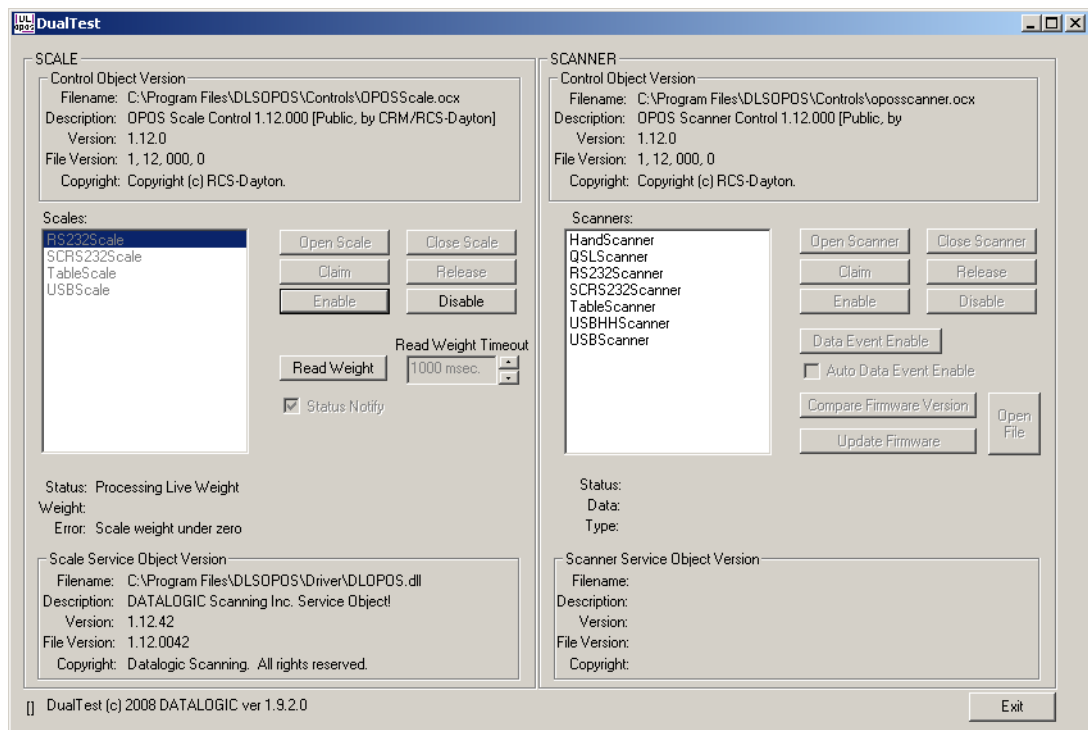 UL
opos DualTest
SCALE
Control Object Version
Filename: C:\Program Files\DLSOPOS\Controls\OPOSScale.ocx
Description: OPOS Scale Control 1.12.000 [Public, by CRM/RCS-Dayton]
Version: 1.12.0
File Version: 1, 12, 000, 0
Copyright: Copyright (c) RCS-Dayton.
Scales:
RS232Scale
SCRS232Scale
TableScale
USBScale
Open Scale
Close Scale
Claim
Release
Enable
Disable
Read Weight Timeout
Read Weight
1000 msec.
Status Notify
Status: Processing Live Weight
Weight:
Error: Scale weight under zero
Scale Service Object Version
Filename: C:\Program Files\DLSOPOS\Driver\DLOPOS.dll
Description: DATALOGIC Scanning Inc. Service Object!
Version: 1.12.42
File Version: 1.12.0042
Copyright: Datalogic Scanning. All rights reserved.
SCANNER
Control Object Version
Filename: C:\Program Files\DLSOPOS\Controls\oposscanner.ocx
Description: OPOS Scanner Control 1.12.000 [Public, by
Version: 1.12.0
File Version: 1, 12, 000, 0
Copyright: Copyright (c) RCS-Dayton.
Scanners:
HandScanner
QSLScanner
RS232Scanner
SCRS232Scanner
TableScanner
USBHHScanner
USBScanner
Open Scanner
Close Scanner
Claim
Release
Enable
Disable
Data Event Enable
Auto Data Event Enable
Compare Firmware Version
Open
File
Update Firmware
Status:
Data:
Type:
Scanner Service Object Version
Filename:
Description:
Version:
File Version:
Copyright:
[] DualTest (c) 2008 DATALOGIC ver 1.9.2.0
Exit